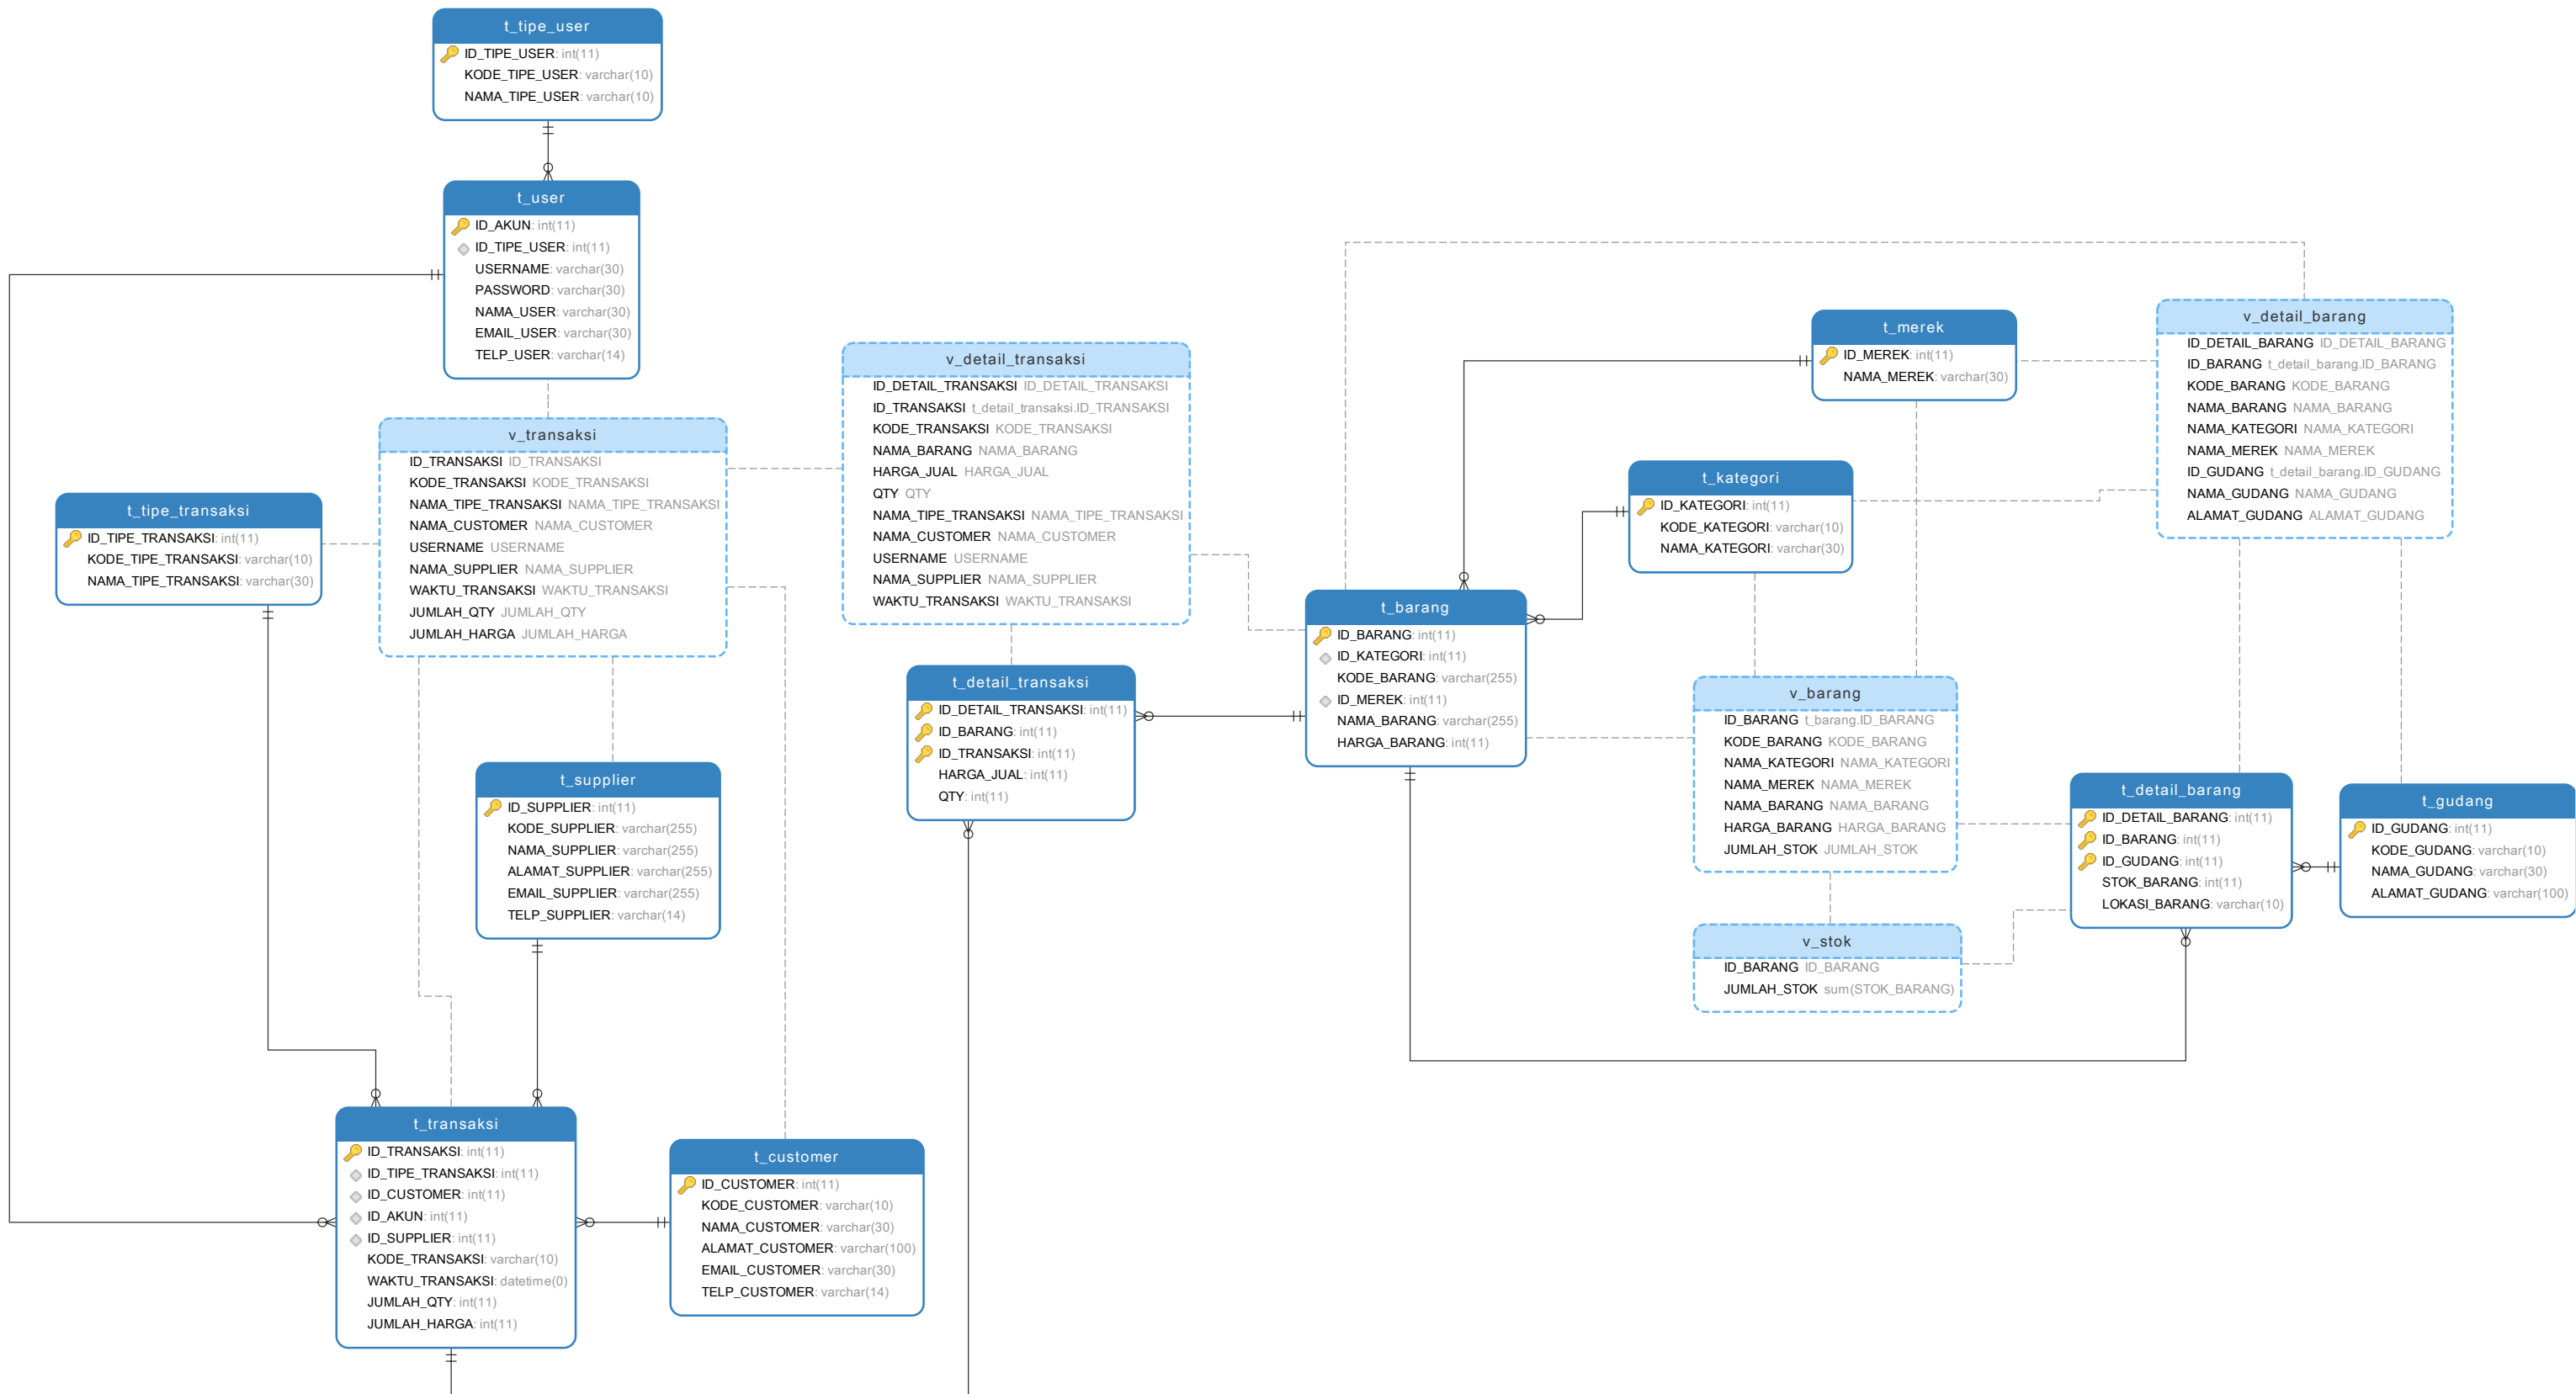 t_tipe_user
ID_TIPE_USER: int(11)
KODE_TIPE_USER: varchar(10)
NAMA_TIPE_USER: varchar(10)
t_user
ID_AKUN: int(11)
ID_TIPE_USER: int(11)
USERNAME: varchar(30)
PASSWORD: varchar(30)
NAMA_USER: varchar(30)
EMAIL_USER: varchar(30)
TELP_USER: varchar(14)
v_transaksi
ID_TRANSAKSI ID_TRANSAKSI
KODE_TRANSAKSI KODE_TRANSAKSI
NAMA_TIPE_TRANSAKSI NAMA_TIPE_TRANSAKSI
NAMA_CUSTOMER NAMA_CUSTOMER
USERNAME USERNAME
NAMA_SUPPLIER NAMA_SUPPLIER
WAKTU_TRANSAKSI WAKTU_TRANSAKSI
JUMLAH_QTY JUMLAH_QTY
JUMLAH_HARGA JUMLAH_HARGA
t_tipe_transaksi
ID_TIPE_TRANSAKSI: int(11)
KODE_TIPE_TRANSAKSI: varchar(10)
NAMA_TIPE_TRANSAKSI: varchar(30)
v_detail_transaksi
ID_DETAIL_TRANSAKSI ID_DETAIL_TRANSAKSI
ID_TRANSAKSI t_detail_transaksi.ID_TRANSAKSI
KODE_TRANSAKSI KODE_TRANSAKSI
NAMA_BARANG NAMA_BARANG
HARGA_JUAL HARGA_JUAL
QTY QTY
NAMA_TIPE_TRANSAKSI NAMA_TIPE_TRANSAKSI
NAMA_CUSTOMER NAMA_CUSTOMER
USERNAME USERNAME
NAMA_SUPPLIER NAMA_SUPPLIER
WAKTU_TRANSAKSI WAKTU_TRANSAKSI
t_detail_transaksi
ID_DETAIL_TRANSAKSI: int(11)
ID_BARANG: int(11)
ID_TRANSAKSI: int(11)
HARGA_JUAL: int(11)
QTY: int(11)
t_supplier
ID_SUPPLIER: int(11)
KODE_SUPPLIER: varchar(255)
NAMA_SUPPLIER: varchar(255)
ALAMAT_SUPPLIER: varchar(255)
EMAIL_SUPPLIER: varchar(255)
TELP_SUPPLIER: varchar(14)
t_transaksi
ID_TRANSAKSI: int(11)
ID_TIPE_TRANSAKSI: int(11)
ID_CUSTOMER: int(11)
ID_AKUN: int(11)
ID_SUPPLIER: int(11)
KODE_TRANSAKSI: varchar(10)
WAKTU_TRANSAKSI: datetime(0)
JUMLAH_QTY: int(11)
JUMLAH_HARGA: int(11)
t_customer
ID_CUSTOMER: int(11)
KODE_CUSTOMER: varchar(10)
NAMA_CUSTOMER: varchar(30)
ALAMAT_CUSTOMER: varchar(100)
EMAIL_CUSTOMER: varchar(30)
TELP_CUSTOMER: varchar(14)
t_merek
ID_MEREK: int(11)
NAMA_MEREK: varchar(30)
t_kategori
ID_KATEGORI: int(11)
KODE_KATEGORI: varchar(10)
NAMA_KATEGORI: varchar(30)
t_barang
ID_BARANG: int(11)
ID_KATEGORI: int(11)
KODE_BARANG: varchar(255)
ID_MEREK: int(11)
NAMA_BARANG: varchar(255)
HARGA_BARANG: int(11)
v_detail_barang
ID_DETAIL_BARANG ID_DETAIL_BARANG
ID_BARANG t_detail_barang.ID_BARANG
KODE_BARANG KODE_BARANG
NAMA_BARANG NAMA_BARANG
NAMA_KATEGORI NAMA_KATEGORI
NAMA_MEREK NAMA_MEREK
ID_GUDANG t_detail_barang.ID_GUDANG
NAMA_GUDANG NAMA_GUDANG
ALAMAT_GUDANG ALAMAT_GUDANG
v_barang
ID_BARANG t_barang.ID_BARANG
KODE_BARANG KODE_BARANG
NAMA_KATEGORI NAMA_KATEGORI
NAMA_MEREK NAMA_MEREK
NAMA_BARANG NAMA_BARANG
HARGA_BARANG HARGA_BARANG
JUMLAH_STOK JUMLAH_STOK
v_stok
ID_BARANG ID_BARANG
JUMLAH_STOK sum(STOK_BARANG)
t_detail_barang
ID_DETAIL_BARANG: int(11)
ID_BARANG: int(11)
ID_GUDANG: int(11)
STOK_BARANG: int(11)
LOKASI_BARANG: varchar(10)
t_gudang
ID_GUDANG: int(11)
KODE_GUDANG: varchar(10)
NAMA_GUDANG: varchar(30)
ALAMAT_GUDANG: varchar(100)